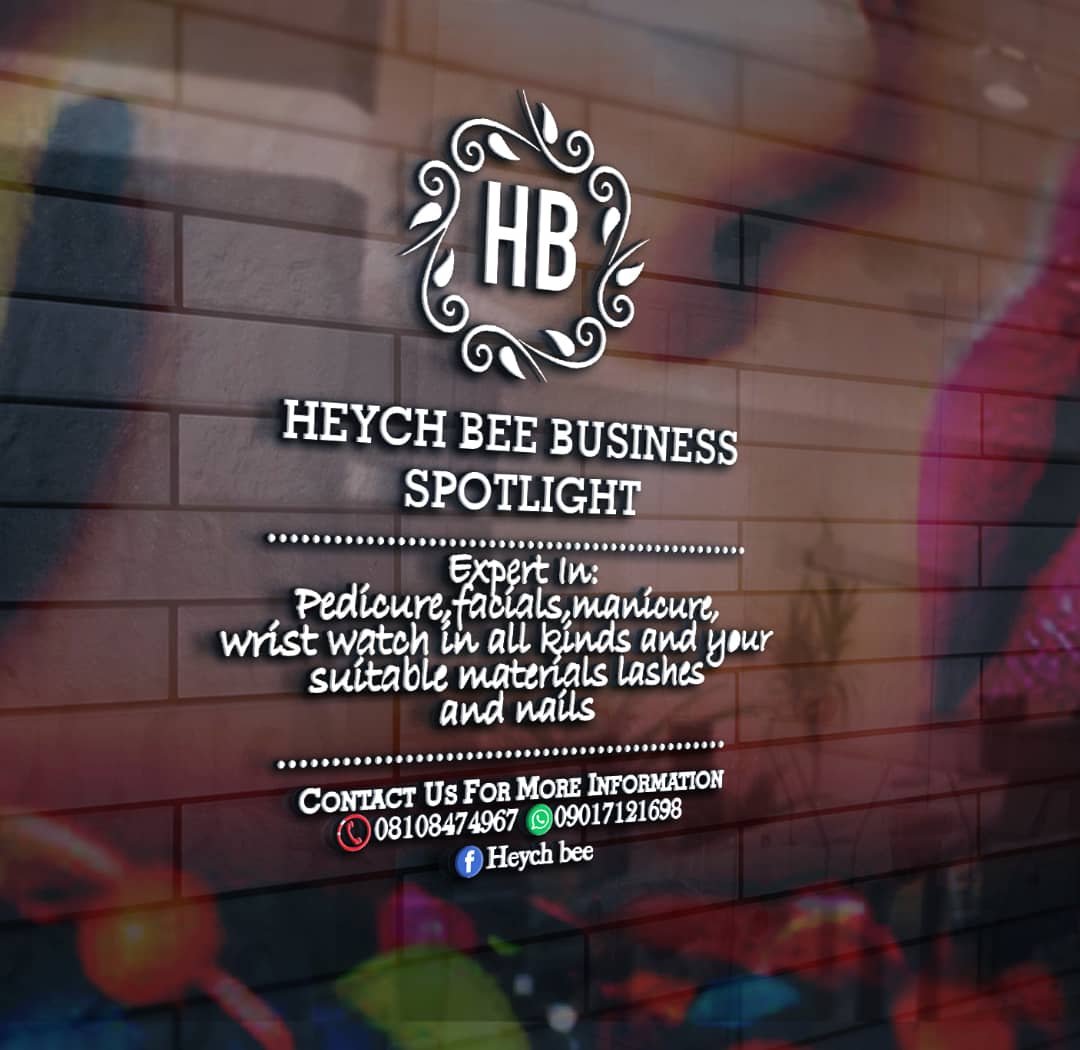 HB
HEYCH BEE BUSINESS
SPOTLIGHT
Expert In:
Pedicure,facials,manicure,
wrist watch in all kinds and your
suitable materials lashes
and nails
Contact Us For More Information
08108474967 09017121698
Heych bee